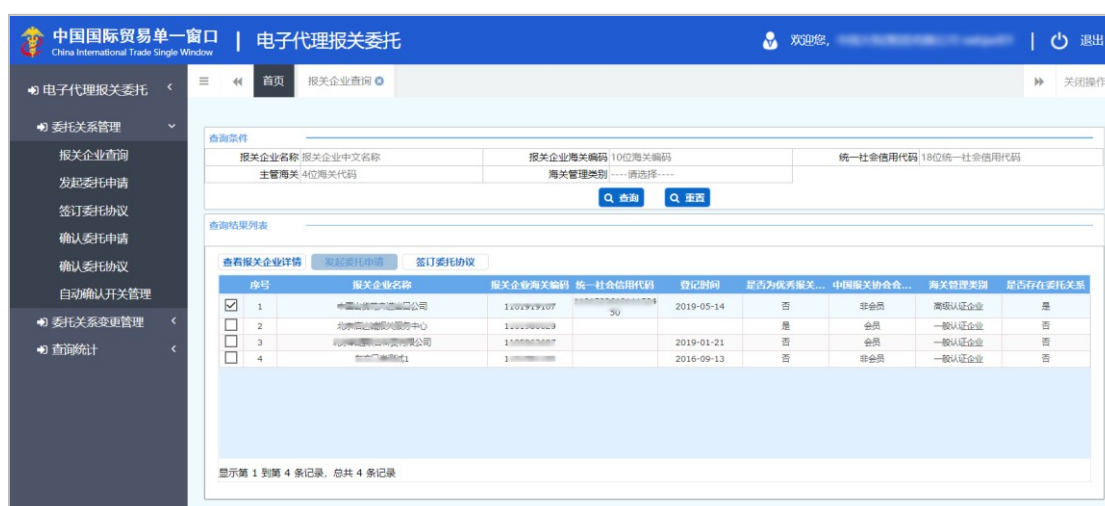 中国国际贸易单一窗口 | 电子代理报关委托 欢迎您, 退出
China International Trade Single Window
电子代理报关委托 首页 报关企业查询 关闭操作
委托关系管理
报关企业查询
发起委托申请
签订委托协议
确认委托申请
确认委托协议
自动确认开关管理
委托关系变更管理
查询统计
查询条件
报关企业名称 报关企业中文名称 报关企业海关编码 10位海关编码 统一社会信用代码 18位统一社会信用代码
主管海关 4位海关代码 海关管理类别 ----请选择----
查询 重置
查询结果列表
查看报关企业详情 发起委托申请 签订委托协议
序号 报关企业名称 报关企业海关编码 统一社会信用代码 登记时间 是否为优秀报关... 中国报关协会会... 海关管理类别 是否存在委托关系
1 2019-05-14 否 非会员 高级认证企业 是
2 是 会员 一般认证企业 否
3 2019-01-21 否 会员 一般认证企业 否
4 2016-09-13 否 非会员 一般认证企业 否
显示第 1 到第 4 条记录，总共 4 条记录